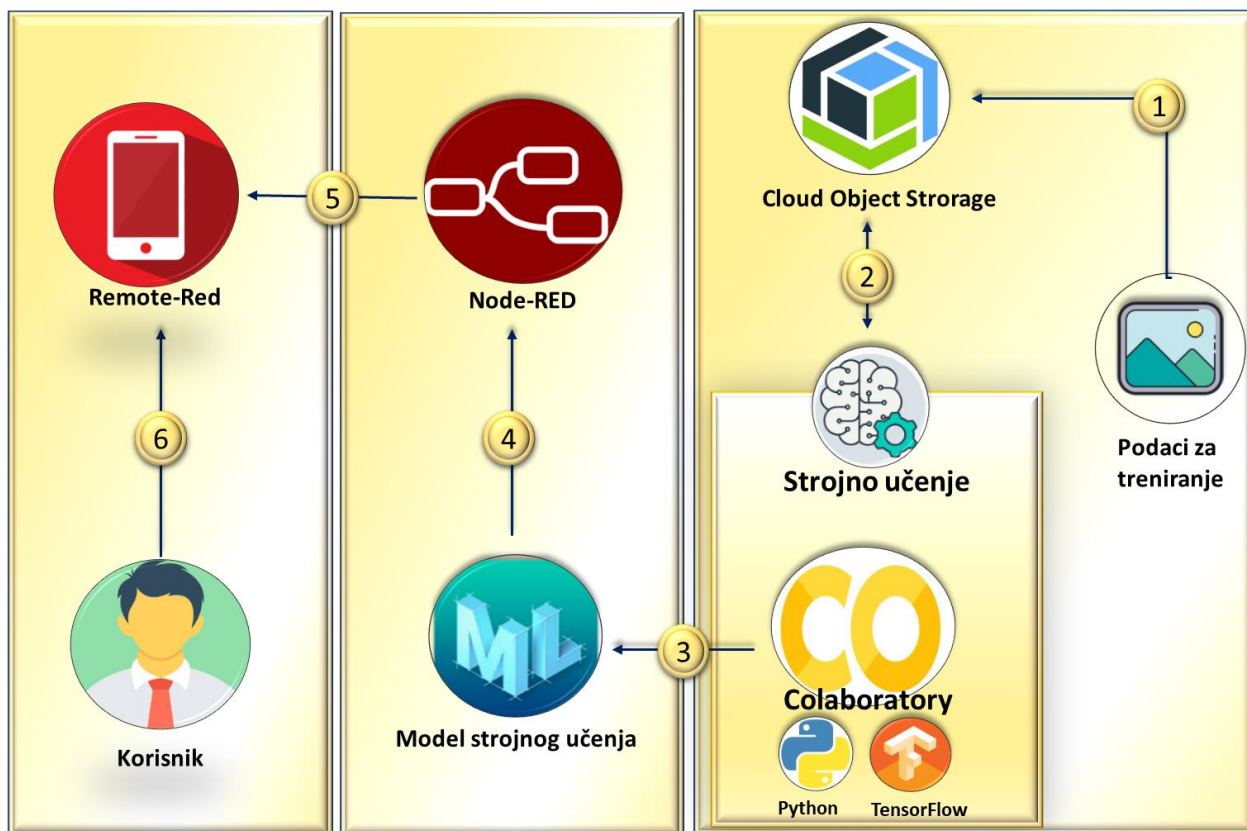 1
Cloud Object Strorage
5
2
Remote-Red
Node-RED
6
4
Podaci za
treniranje
Strojno učenje
CO
3
ML
Colaboratory
Korisnik
Model strojnog učenja
Python
TensorFlow